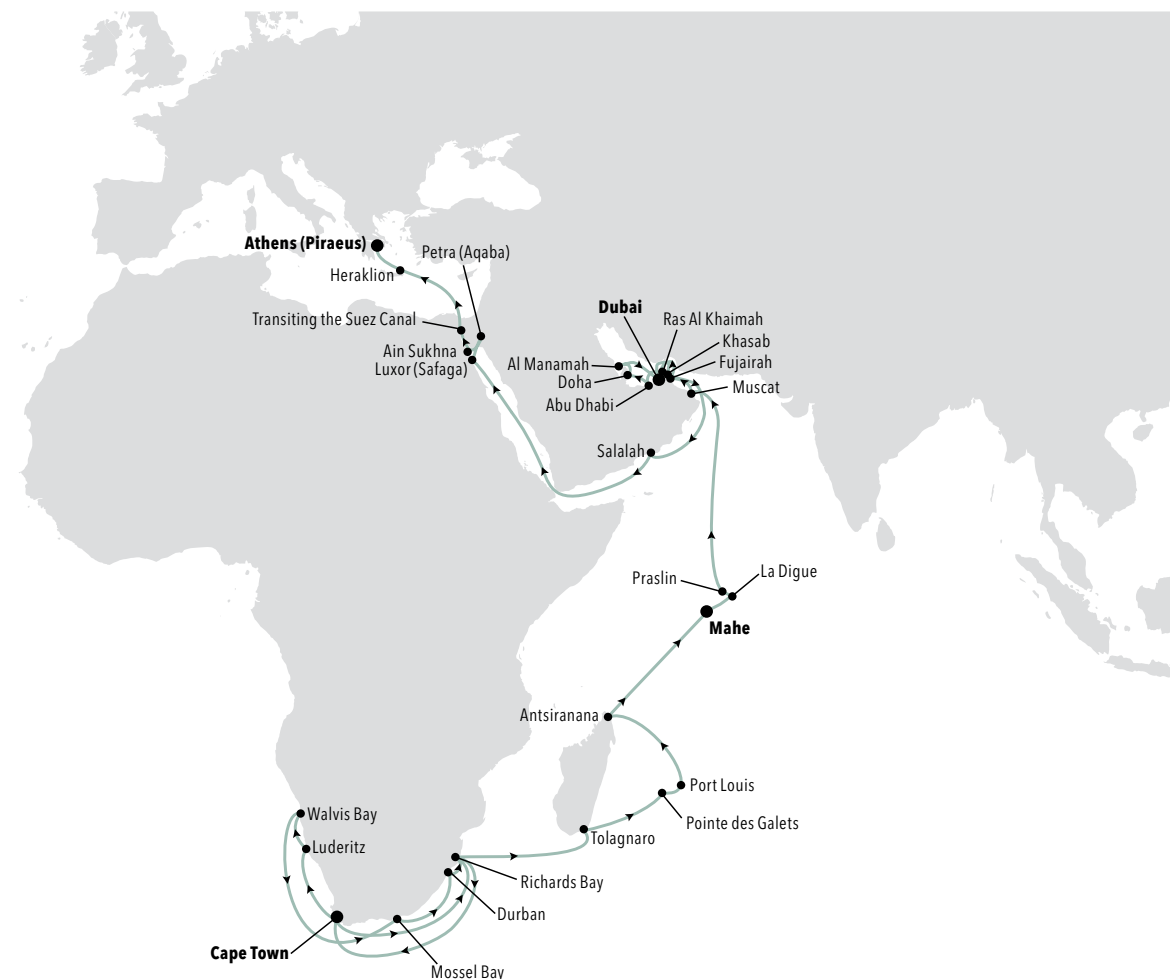 Athens (Piraeus)
Petra (Aqaba)
Heraklion
Transiting the Suez Canal
Ain Sukhna
Luxor (Safaga)
Dubai
Ras Al Khaimah
Khasab
Fujairah
Muscat
Al Manamah
Doha
Abu Dhabi
Salalah
Praslin
La Digue
Mahe
Antsiranana
Port Louis
Pointe des Galets
Tolagnaro
Walvis Bay
Luderitz
Richards Bay
Durban
Cape Town
Mossel Bay